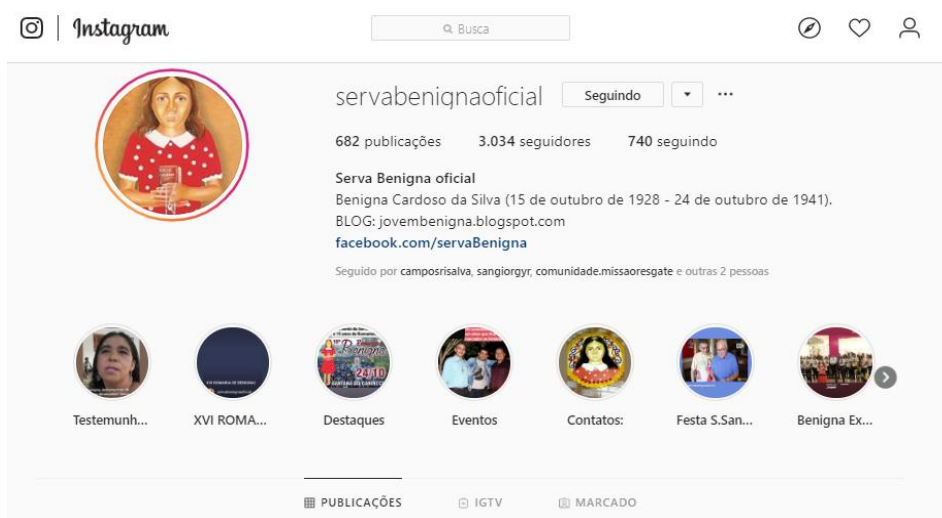 Instagram
Busca
servabenignaoficial Seguindo
682 publicações 3.034 seguidores 740 seguindo
Serva Benigna oficial
Benigna Cardoso da Silva (15 de outubro de 1928 - 24 de outubro de 1941).
BLOG: jovembenigna.blogspot.com
facebook.com/servaBenigna
Seguido por camposrisalva, sangiorgyr, comunidade.missaoresgate e outras 2 pessoas
24/10
Testemunh... XVI ROMA... Destaques Eventos Contatos: Festa S.San... Benigna Ex...
PUBLICAÇÕES IGTV MARCADO